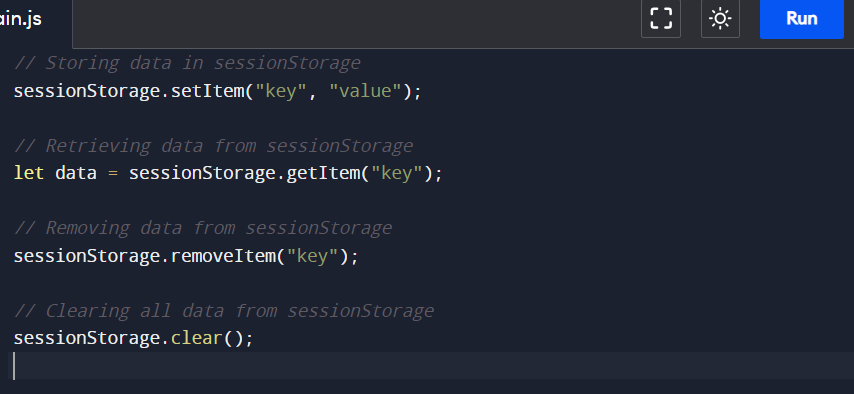 ain.js
Run
// Storing data in sessionStorage
sessionStorage.setItem("key", "value");
// Retrieving data from sessionStorage
let data = sessionStorage.getItem("key");
// Removing data from sessionStorage
sessionStorage.removeItem("key");
// Clearing all data from sessionStorage
sessionStorage.clear();